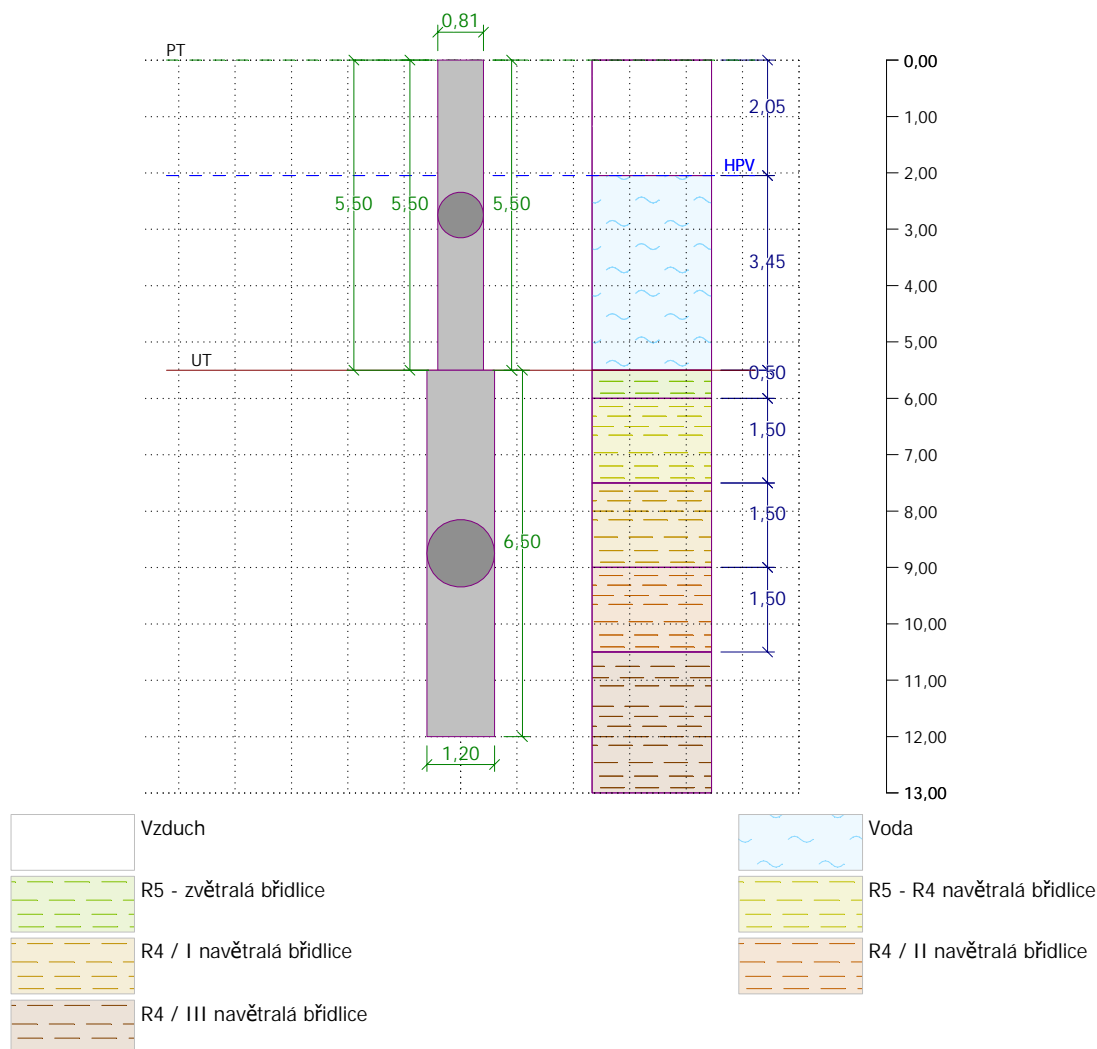 0,81
PT
0,00
2,05
1,00
HPV
2,00
5,50 5,50 5,50
3,00
3,45
4,00
5,00
UT
0,50
6,00
1,50
7,00
8,00
1,50
6,50
9,00
1,50
10,00
11,00
12,00
1,20
13,00
Vzduch
Voda
R5 - zvětralá břidlice
R5 - R4 navětralá břidlice
R4 / I navětralá břidlice
R4 / II navětralá břidlice
R4 / III navětralá břidlice